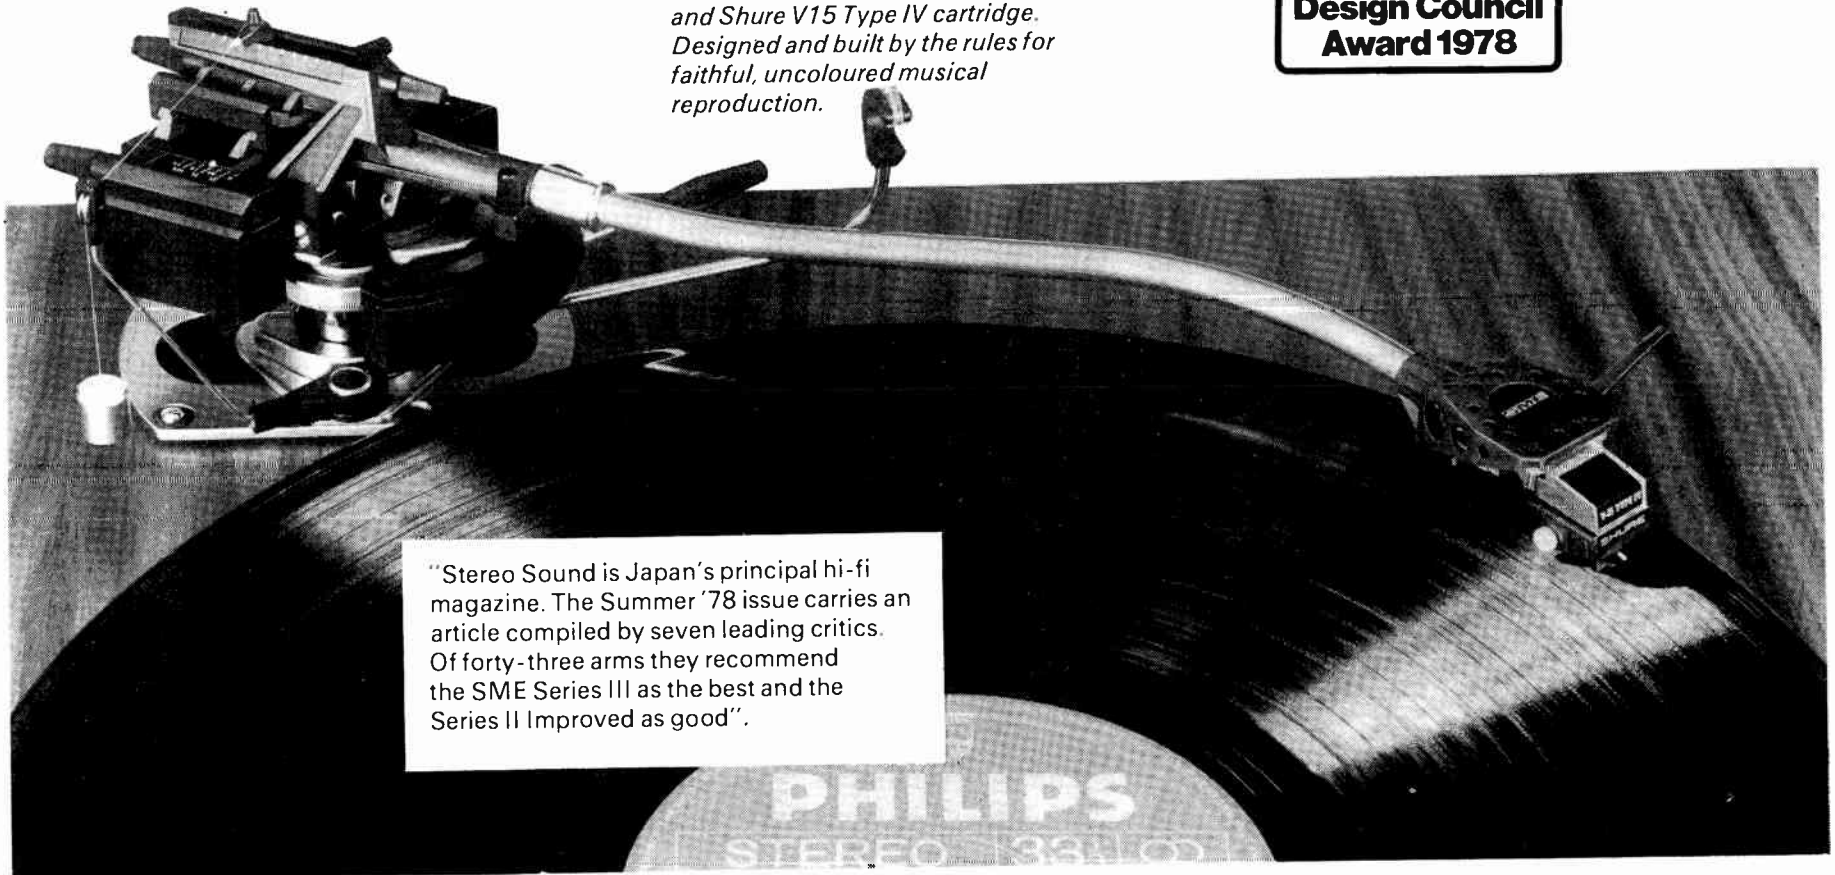 and Shure V15 Type IV cartridge.
Designed and built by the rules for
faithful, uncoloured musical
reproduction.
Design Council
Award 1978
SHURE
"Stereo Sound is Japan's principal hi-fi
magazine. The Summer '78 issue carries an
article compiled by seven leading critics.
Of forty-three arms they recommend
the SME Series III as the best and the
Series II Improved as good".
PHILIPS
STEREO 33⅓